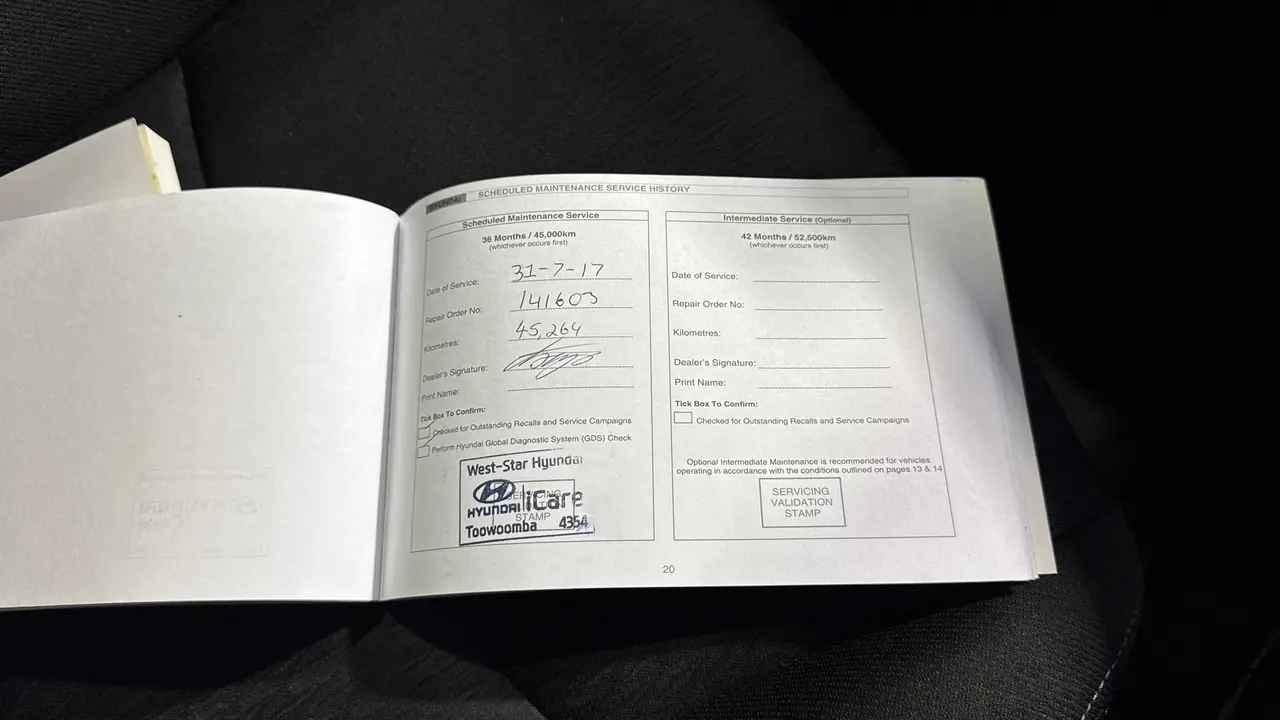 HYUNDAI SCHEDULED MAINTENANCE SERVICE HISTORY
Scheduled Maintenance Service
36 Months / 45,000km
(whichever occurs first)
Date of Service: 31-7-17
Repair Order No: 141603
Kilometres: 45,264
Dealer's Signature:
Print Name:
Tick Box To Confirm:
Checked for Outstanding Recalls and Service Campaigns
Perform Hyundai Global Diagnostic System (GDS) Check
West-Star Hyundai
SERVICING
HYUNDAI iCare
STAMP
Toowoomba 4354
Intermediate Service (Optional)
42 Months / 52,500km
(whichever occurs first)
Date of Service:
Repair Order No:
Kilometres:
Dealer's Signature:
Print Name:
Tick Box To Confirm:
Checked for Outstanding Recalls and Service Campaigns
Optional Intermediate Maintenance is recommended for vehicles
operating in accordance with the conditions outlined on pages 13 & 14
SERVICING
VALIDATION
STAMP
20